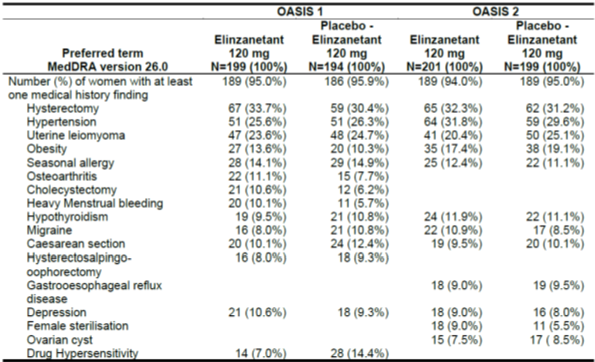 OASIS 1 OASIS 2
Preferred term MedDRA version 26.0 Elinzanetant 120 mg N=199 (100%) Placebo - Elinzanetant 120 mg N=194 (100%) Elinzanetant 120 mg N=201 (100%) Placebo - Elinzanetant 120 mg N=199 (100%)
Number (%) of women with at least one medical history finding 189 (95.0%) 186 (95.9%) 189 (94.0%) 189 (95.0%)
Hysterectomy 67 (33.7%) 59 (30.4%) 65 (32.3%) 62 (31.2%)
Hypertension 51 (25.6%) 51 (26.3%) 64 (31.8%) 59 (29.6%)
Uterine leiomyoma 47 (23.6%) 48 (24.7%) 41 (20.4%) 50 (25.1%)
Obesity 27 (13.6%) 20 (10.3%) 35 (17.4%) 38 (19.1%)
Seasonal allergy 28 (14.1%) 29 (14.9%) 25 (12.4%) 22 (11.1%)
Osteoarthritis 22 (11.1%) 15 (7.7%)
Cholecystectomy 21 (10.6%) 12 (6.2%)
Heavy Menstrual bleeding 20 (10.1%) 11 (5.7%)
Hypothyroidism 19 (9.5%) 21 (10.8%) 24 (11.9%) 22 (11.1%)
Migraine 16 (8.0%) 21 (10.8%) 22 (10.9%) 17 (8.5%)
Caesarean section 20 (10.1%) 24 (12.4%) 19 (9.5%) 20 (10.1%)
Hysterectosalpingo-oophorectomy 16 (8.0%) 18 (9.3%)
Gastrooesophageal reflux disease 18 (9.0%) 19 (9.5%)
Depression 21 (10.6%) 18 (9.3%) 18 (9.0%) 16 (8.0%)
Female sterilisation 18 (9.0%) 11 (5.5%)
Ovarian cyst 15 (7.5%) 17 ( 8.5%)
Drug Hypersensitivity 14 (7.0%) 28 (14.4%)